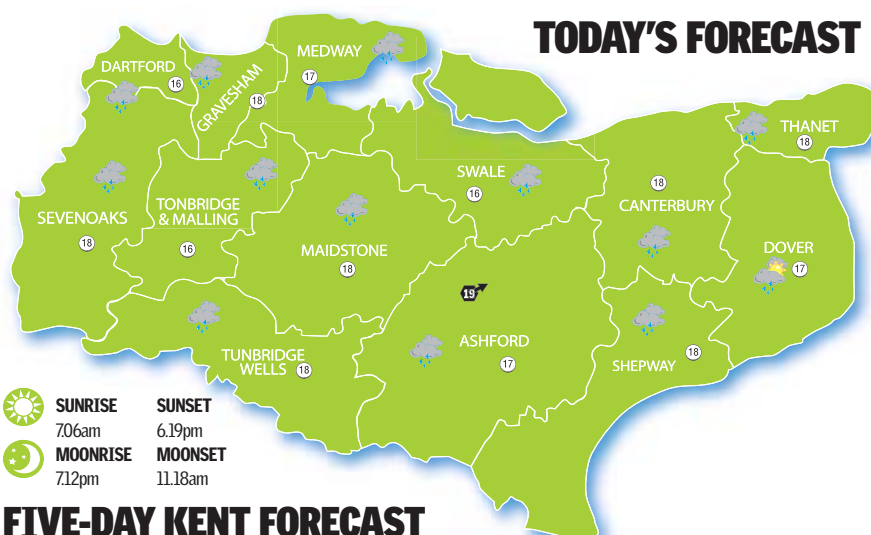 TODAY'S FORECAST
MEDWAY
17
DARTFORD
16
GRAVESHAM
18
THANET
18
SWALE
16
18
CANTERBURY
SEVENOAKS
18
TONBRIDGE
& MALLING
16
MAIDSTONE
18
DOVER
17
19
ASHFORD
17
TUNBRIDGE
WELLS 18
SHEPWAY
18
SUNRISE SUNSET
7.06am 6.19pm
MOONRISE MOONSET
7.12pm 11.18am
FIVE-DAY KENT FORECAST